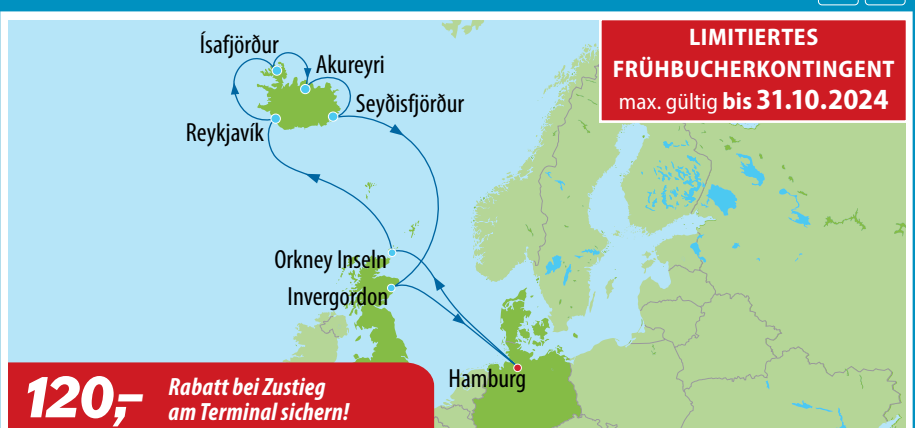 LIMITIERTES
FRÜHBUCHERKONTINGENT
max. gültig bis 31.10.2024
Ísafjörður
Akureyri
Seyðisfjörður
Reykjavík
Orkney Inseln
Invergordon
Hamburg
120,-
Rabatt bei Zustieg
am Terminal sichern!